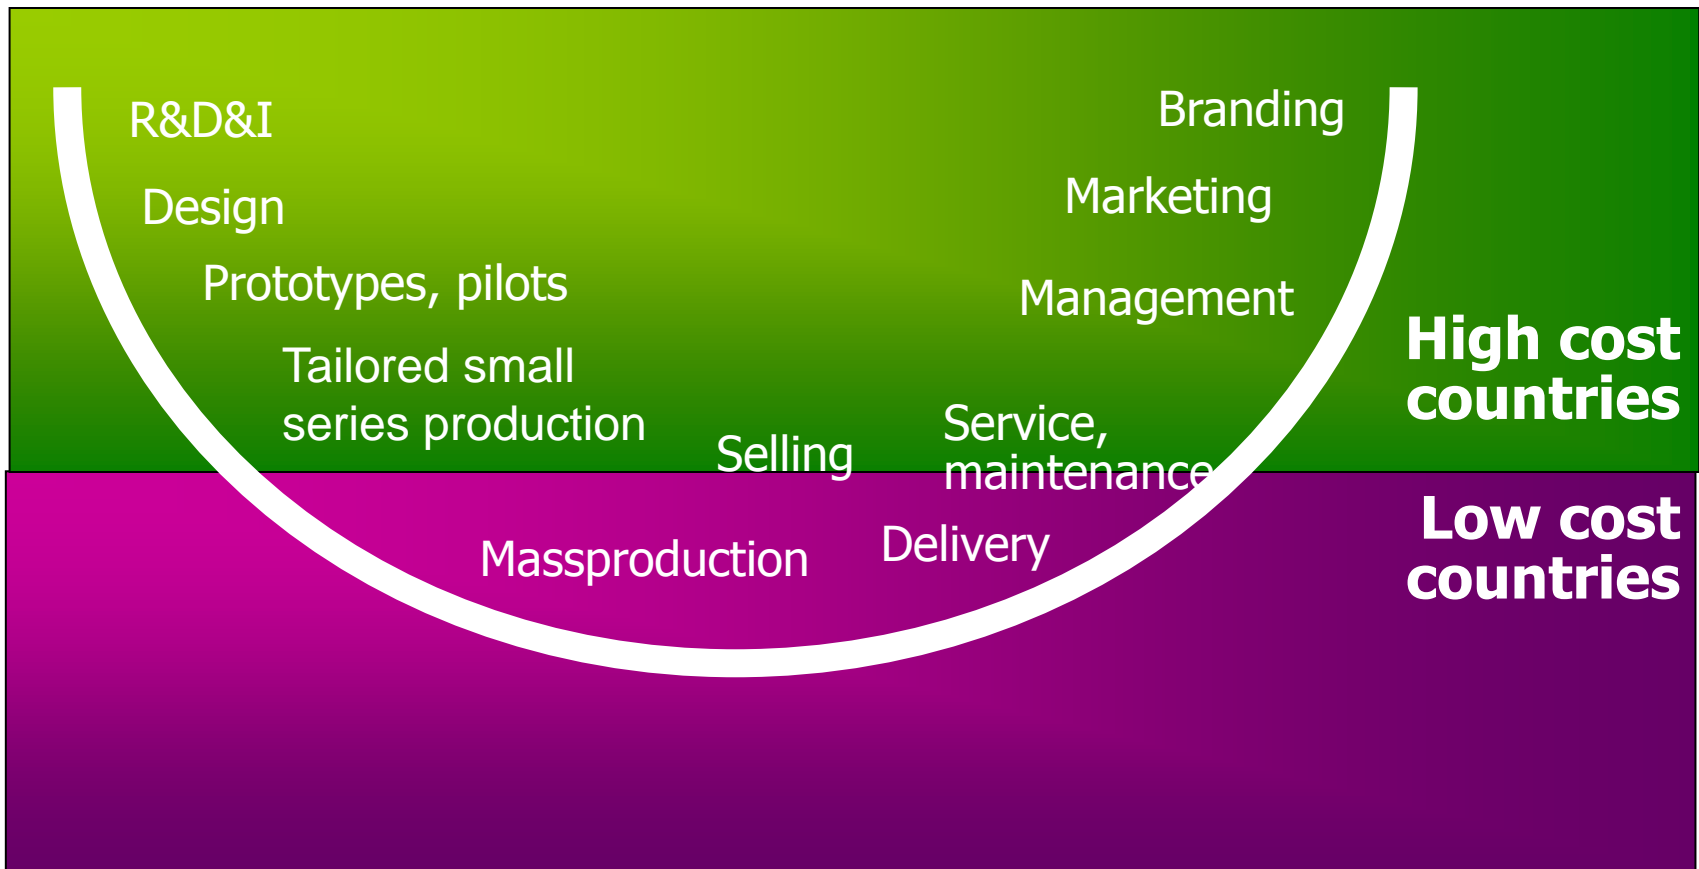 R&D&I
Design
Prototypes, pilots
Tailored small
series production
Selling
Massproduction
Delivery
Service,
maintenance
Management
Marketing
Branding
High cost
countries
Low cost
countries